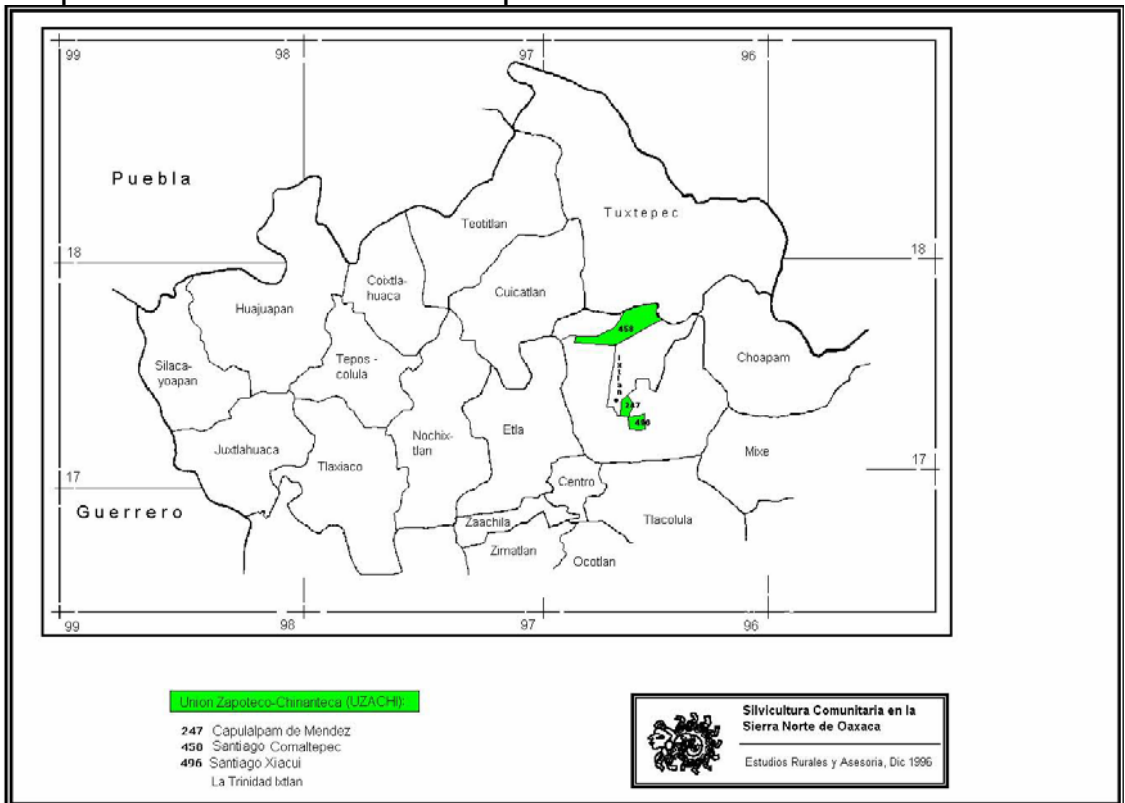 99
98
97
96
Puebla
Tuxtepec
Teotitlan
18
18
Coixtla-
huaca
Cuicatlan
Huajuapan
458
Choapam
Tepos -
colula
Silaca-
yoapan
Ixtlan
247
496
Etla
Nochix-
tlan
Juxtlahuaca
Tlaxiaco
Mixe
17
17
Centro
Guerrero
Zaachila
Tlacolula
Zimatlan
Ocotlan
99
98
97
96
Union Zapoteco-Chinanteca (UZACHI):
247 Capulalpam de Mendez
458 Santiago Comaltepec
496 Santiago Xiacui
La Trinidad Ixtlan
Silvicultura Comunitaria en la
Sierra Norte de Oaxaca
Estudios Rurales y Asesoria, Dic 1996